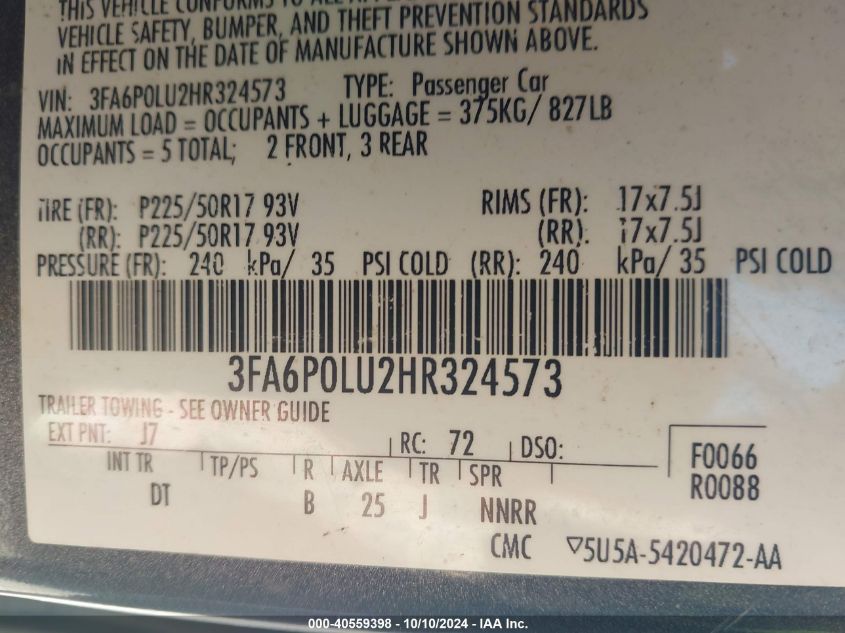 THIS VEHICLE CONFORMS TO ALL
VEHICLE SAFETY, BUMPER, AND THEFT PREVENTION STANDARDS
IN EFFECT ON THE DATE OF MANUFACTURE SHOWN ABOVE.
VIN: 3FA6P0LU2HR324573 TYPE: Passenger Car
MAXIMUM LOAD = OCCUPANTS + LUGGAGE = 375KG/ 827LB
OCCUPANTS = 5 TOTAL; 2 FRONT, 3 REAR
TIRE (FR): P225/50R17 93V RIMS (FR): 17x7.5J
(RR): P225/50R17 93V (RR): 17x7.5J
PRESSURE (FR): 240 kPa/ 35 PSI COLD (RR): 240 kPa/ 35 PSI COLD
3FA6P0LU2HR324573
TRAILER TOWING - SEE OWNER GUIDE
EXT PNT: J7 RC: 72 DSO:
INT TR TP/PS R AXLE TR SPR
DT B 25 J NNRR
F0066
R0088
CMC ▽5U5A-5420472-AA
000-40559398 - 10/10/2024 - IAA Inc.